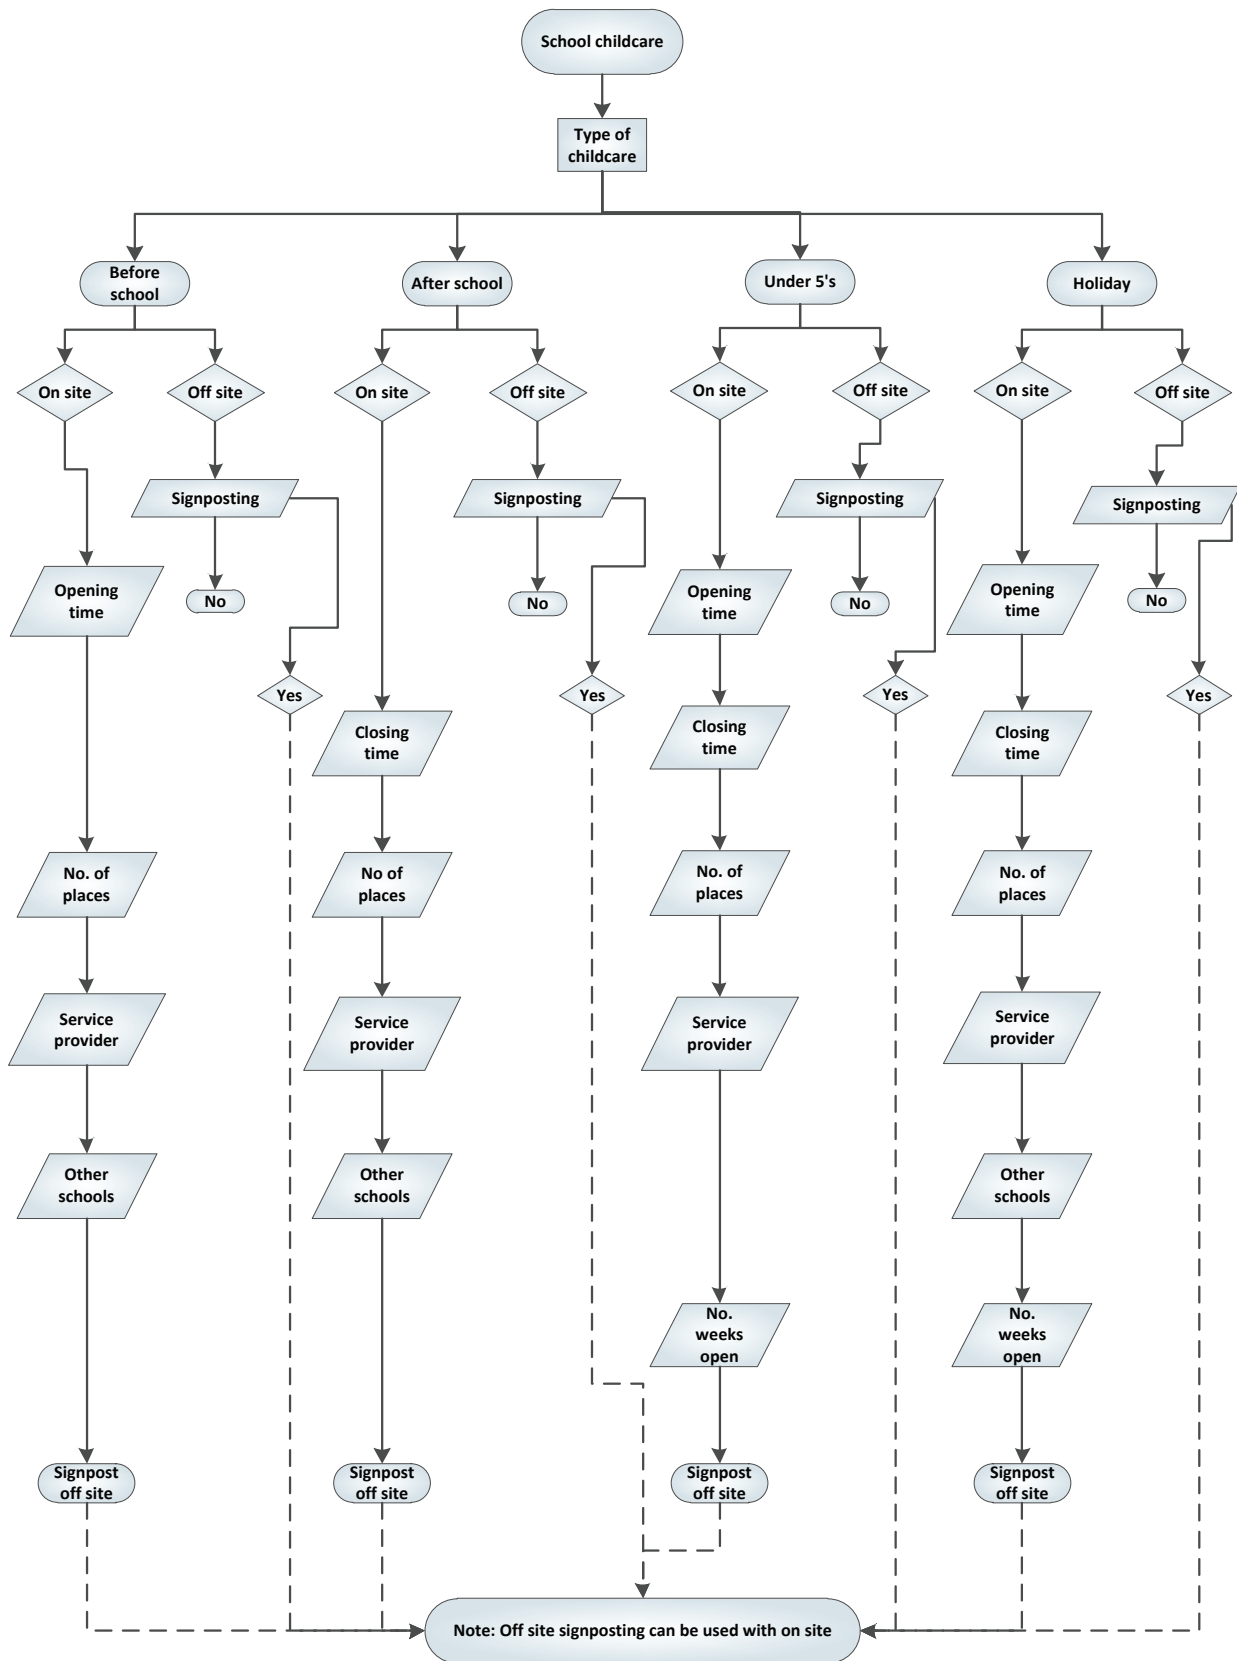 School childcare
Type of
childcare
Before
school
After school
Under 5's
Holiday
On site
Off site
On site
Off site
On site
Off site
On site
Off site
Signposting
Signposting
Signposting
Signposting
Opening
time
No
No
Opening
time
No
Opening
time
No
Yes
Yes
Yes
Yes
Closing
time
Closing
time
Closing
time
No. of
places
No of
places
No. of
places
No. of
places
Service
provider
Service
provider
Service
provider
Service
provider
Other
schools
Other
schools
Other
schools
No.
weeks
open
No.
weeks
open
Signpost
off site
Signpost
off site
Signpost
off site
Signpost
off site
Note: Off site signposting can be used with on site